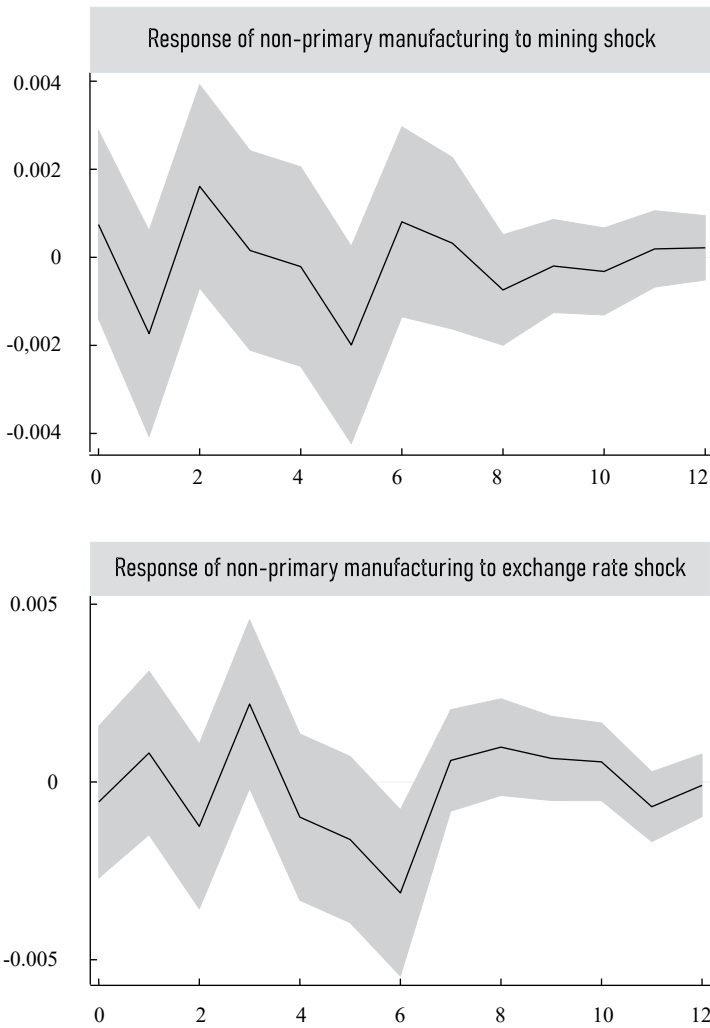 Response of non-primary manufacturing to mining shock
0.004
0.002
0
-0,002
-0.004
0 2 4 6 8 10 12
Response of non-primary manufacturing to exchange rate shock
0.005
0
-0.005
0 2 4 6 8 10 12